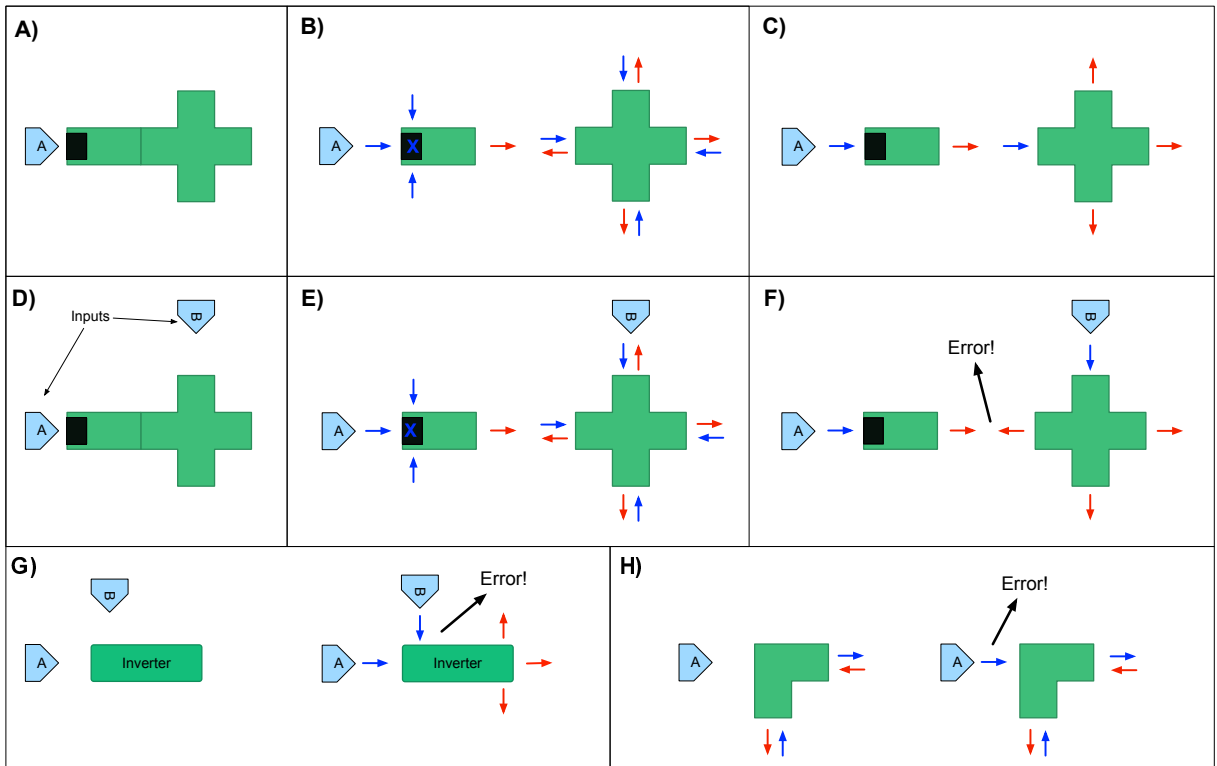 A)
A
B)
A
X
C)
A
D)
Inputs
B
A
E)
B
A
X
F)
B
Error!
A
G)
B
A
Inverter
B
Error!
A
Inverter
H)
A
Error!
A